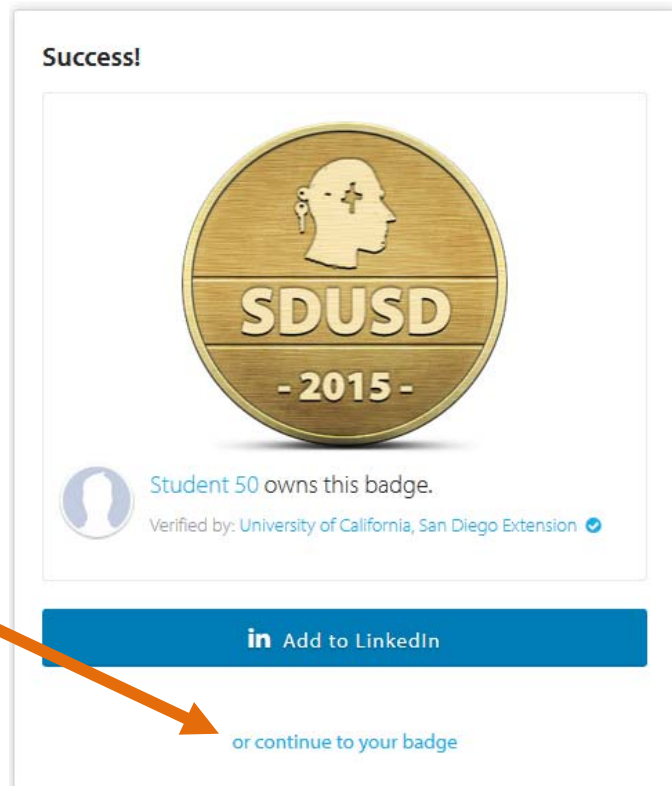 Success!
SDUSD
- 2015 -
Student 50 owns this badge.
Verified by: University of California, San Diego Extension
in Add to LinkedIn
or continue to your badge